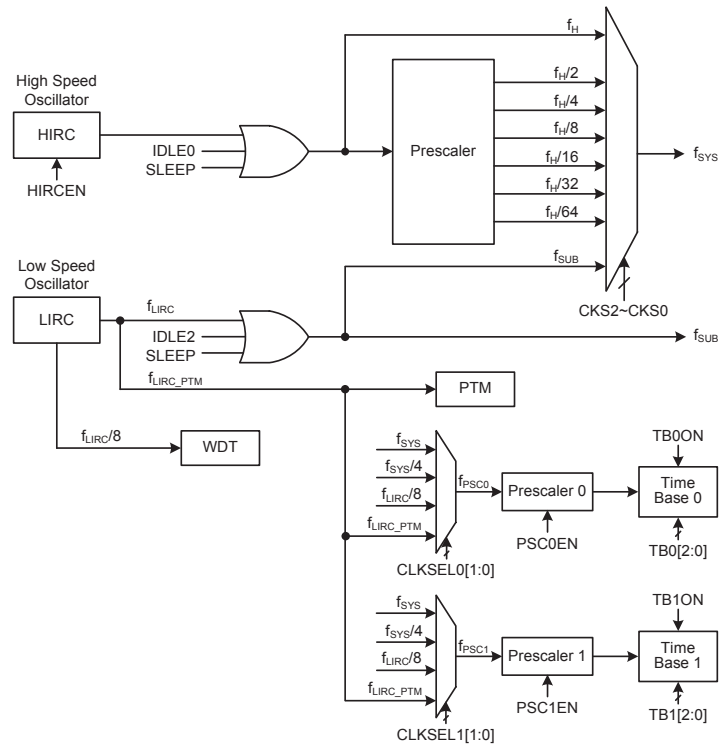 f_H
High Speed
Oscillator
HIRC
HIRCEN
IDLE0
SLEEP
Prescaler
f_H/2
f_H/4
f_H/8
f_H/16
f_H/32
f_H/64
f_SYS
f_SUB
CKS2~CKS0
Low Speed
Oscillator
LIRC
f_LIRC
IDLE2
SLEEP
f_SUB
f_LIRC_PTM
PTM
f_LIRC/8
WDT
f_SYS
f_SYS/4
f_LIRC/8
f_LIRC_PTM
CLKSEL0[1:0]
f_PSC0
Prescaler 0
PSC0EN
TB0ON
Time
Base 0
TB0[2:0]
f_SYS
f_SYS/4
f_LIRC/8
f_LIRC_PTM
CLKSEL1[1:0]
f_PSC1
Prescaler 1
PSC1EN
TB1ON
Time
Base 1
TB1[2:0]